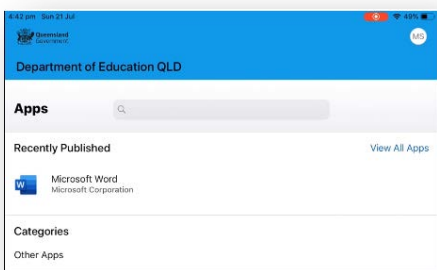 4:42 pm Sun 21 Jul 49%
Queensland
Government
MS
Department of Education QLD
Apps
Recently Published View All Apps
W Microsoft Word
Microsoft Corporation
Categories
Other Apps